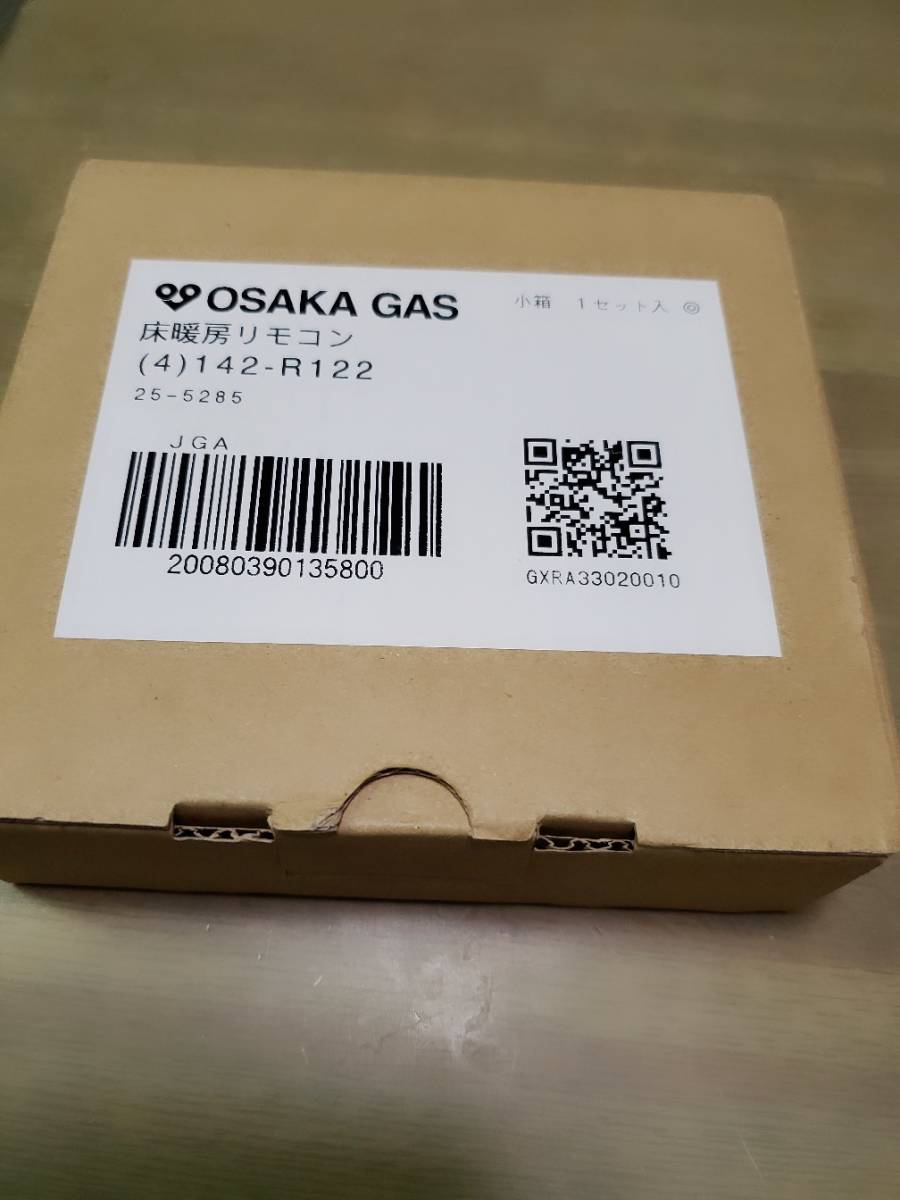 OSAKA GAS
小箱 1セット入 ◎
床暖房リモコン
(4)142-R122
25-5285
JGA
20080390135800
GXRA33020010